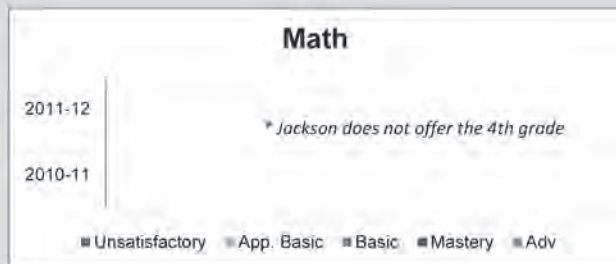 Math
2011-12
* Jackson does not offer the 4th grade
2010-11
Unsatisfactory App. Basic Basic Mastery Adv